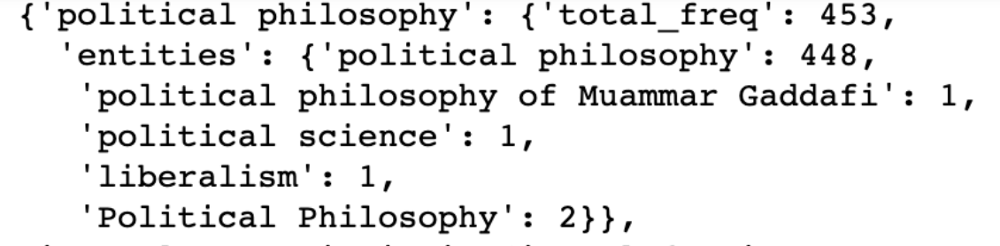 {'political philosophy': {'total_freq': 453,
'entities': {'political philosophy': 448,
'political philosophy of Muammar Gaddafi': 1,
'political science': 1,
'liberalism': 1,
'Political Philosophy': 2}},